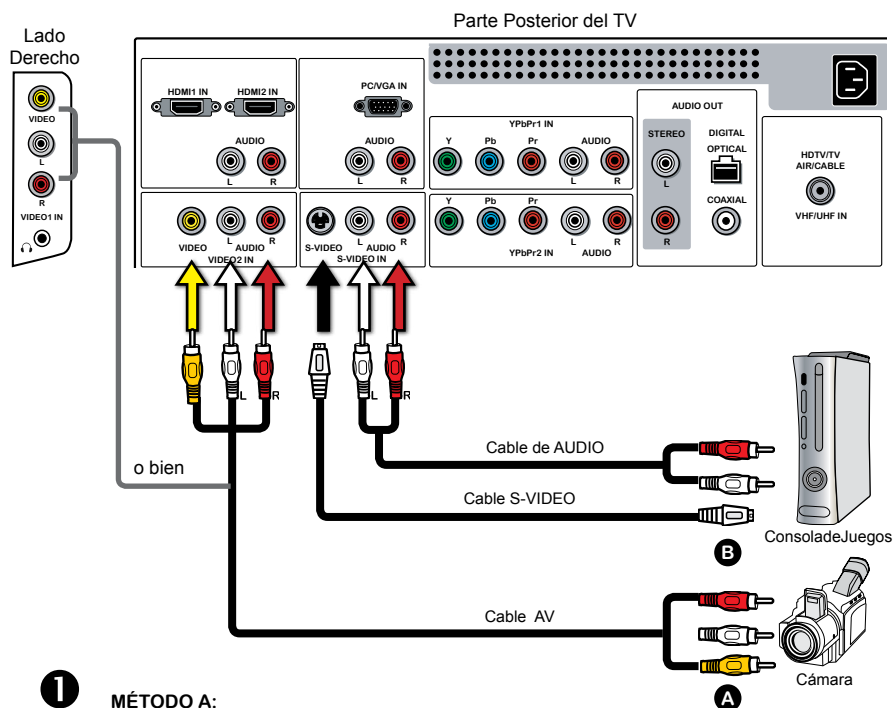 Parte Posterior del TV
Lado
Derecho
VIDEO
L
R
VIDEO1 IN
HDMI1 IN
HDMI2 IN
AUDIO
L
R
PC/VGA IN
AUDIO
L
R
YPbPr1 IN
Y
Pb
Pr
AUDIO
L
R
Y
Pb
Pr
L
R
YPbPr2 IN
AUDIO
AUDIO OUT
STEREO
L
R
DIGITAL
OPTICAL
COAXIAL
HDTV/TV
AIR/CABLE
VHF/UHF IN
VIDEO
L
R
AUDIO
VIDEO2 IN
S-VIDEO
L
R
AUDIO
S-VIDEO IN
L
R
L
R
o bien
Cable de AUDIO
Cable S-VIDEO
B
ConsoladeJuegos
Cable AV
A
Cámara
1
MÉTODO A: